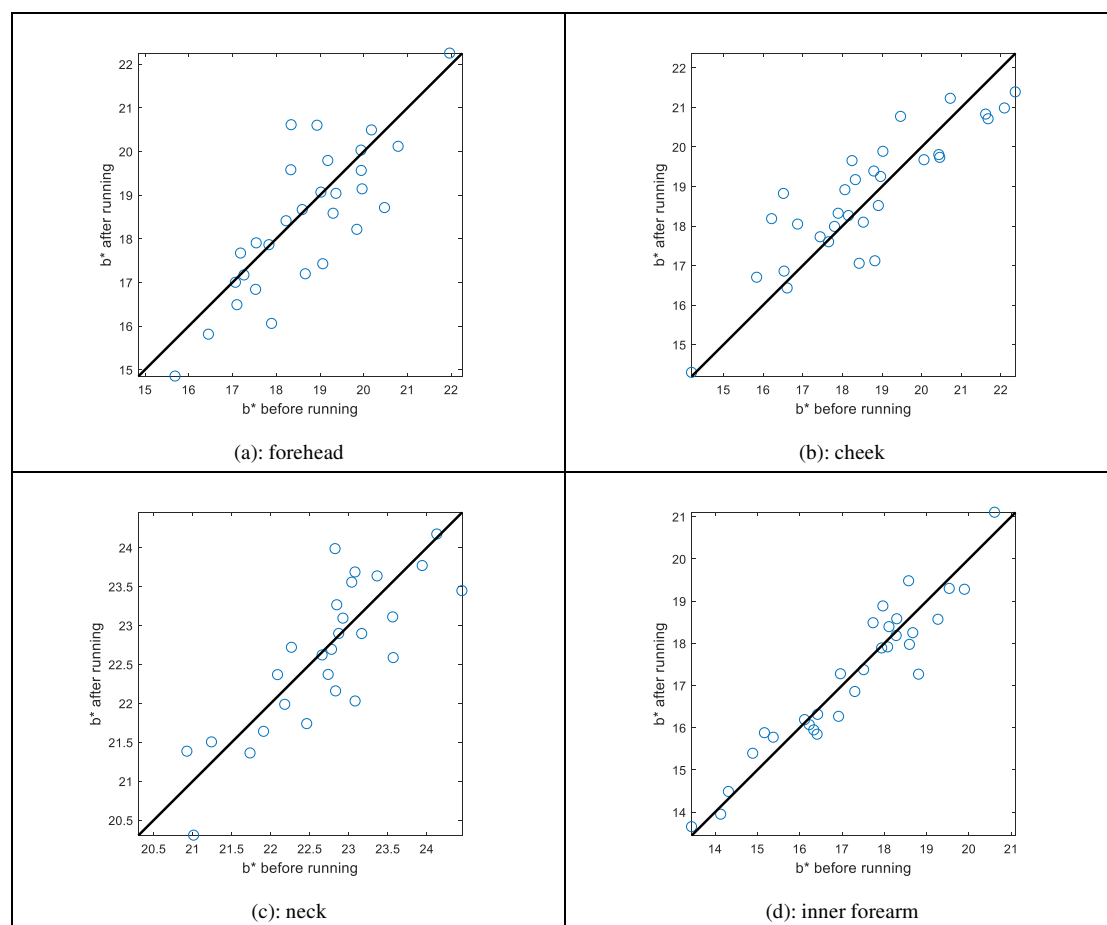 22
21
20
19
18
17
16
15
b* after running
15 16 17 18 19 20 21 22
b* before running
(a): forehead
22
21
20
19
18
17
16
15
b* after running
15 16 17 18 19 20 21 22
b* before running
(b): cheek
24
23.5
23
22.5
22
21.5
21
20.5
b* after running
20.5 21 21.5 22 22.5 23 23.5 24
b* before running
(c): neck
21
20
19
18
17
16
15
14
b* after running
14 15 16 17 18 19 20 21
b* before running
(d): inner forearm